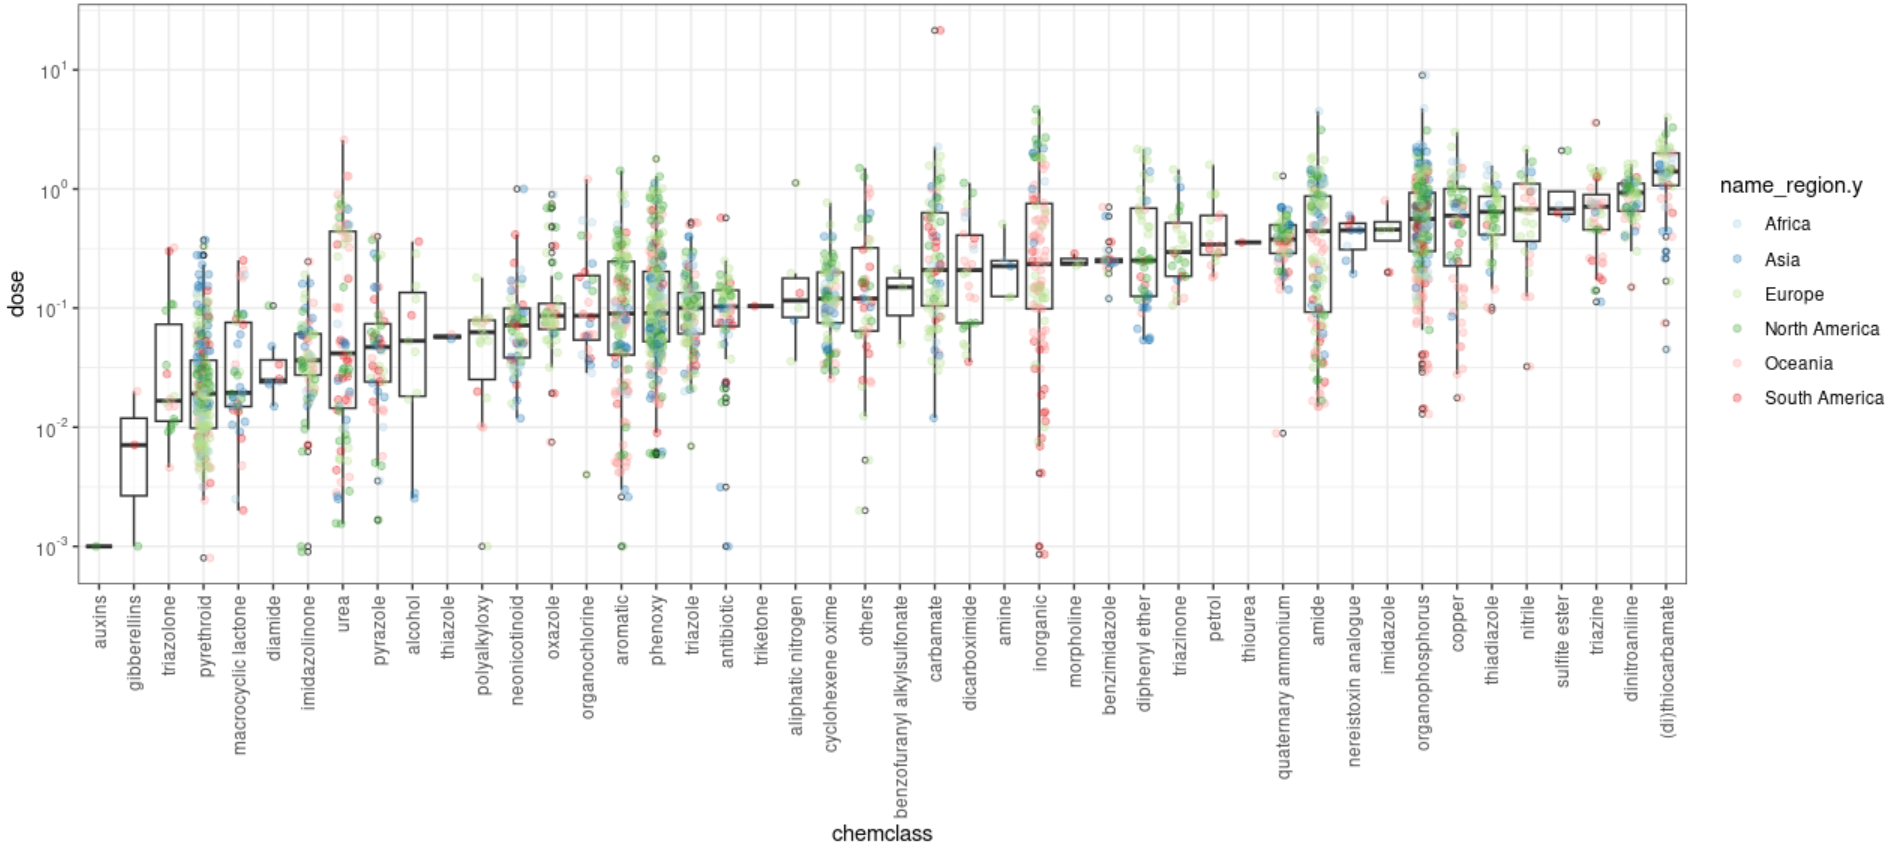 dose
10¹
10⁰
10⁻¹
10⁻²
10⁻³
auxins
gibberellins
triazolone
pyrethroid
macrocyclic lactone
diamide
imidazolinone
urea
pyrazole
alcohol
thiazole
polyalkyloxy
neonicotinoid
oxazole
organochlorine
aromatic
phenoxy
triazole
antibiotic
triketone
aliphatic nitrogen
cyclohexene oxime
others
benzofuranyl alkylsulfonate
carbamate
dicarboximide
amine
inorganic
morpholine
benzimidazole
diphenyl ether
triazinone
petrol
thiourea
quaternary ammonium
amide
nereistoxin analogue
imidazole
organophosphorus
copper
thiadiazole
nitrile
sulfite ester
triazine
dinitroaniline
(di)thiocarbamate
chemclass
name_region.y
Africa
Asia
Europe
North America
Oceania
South America